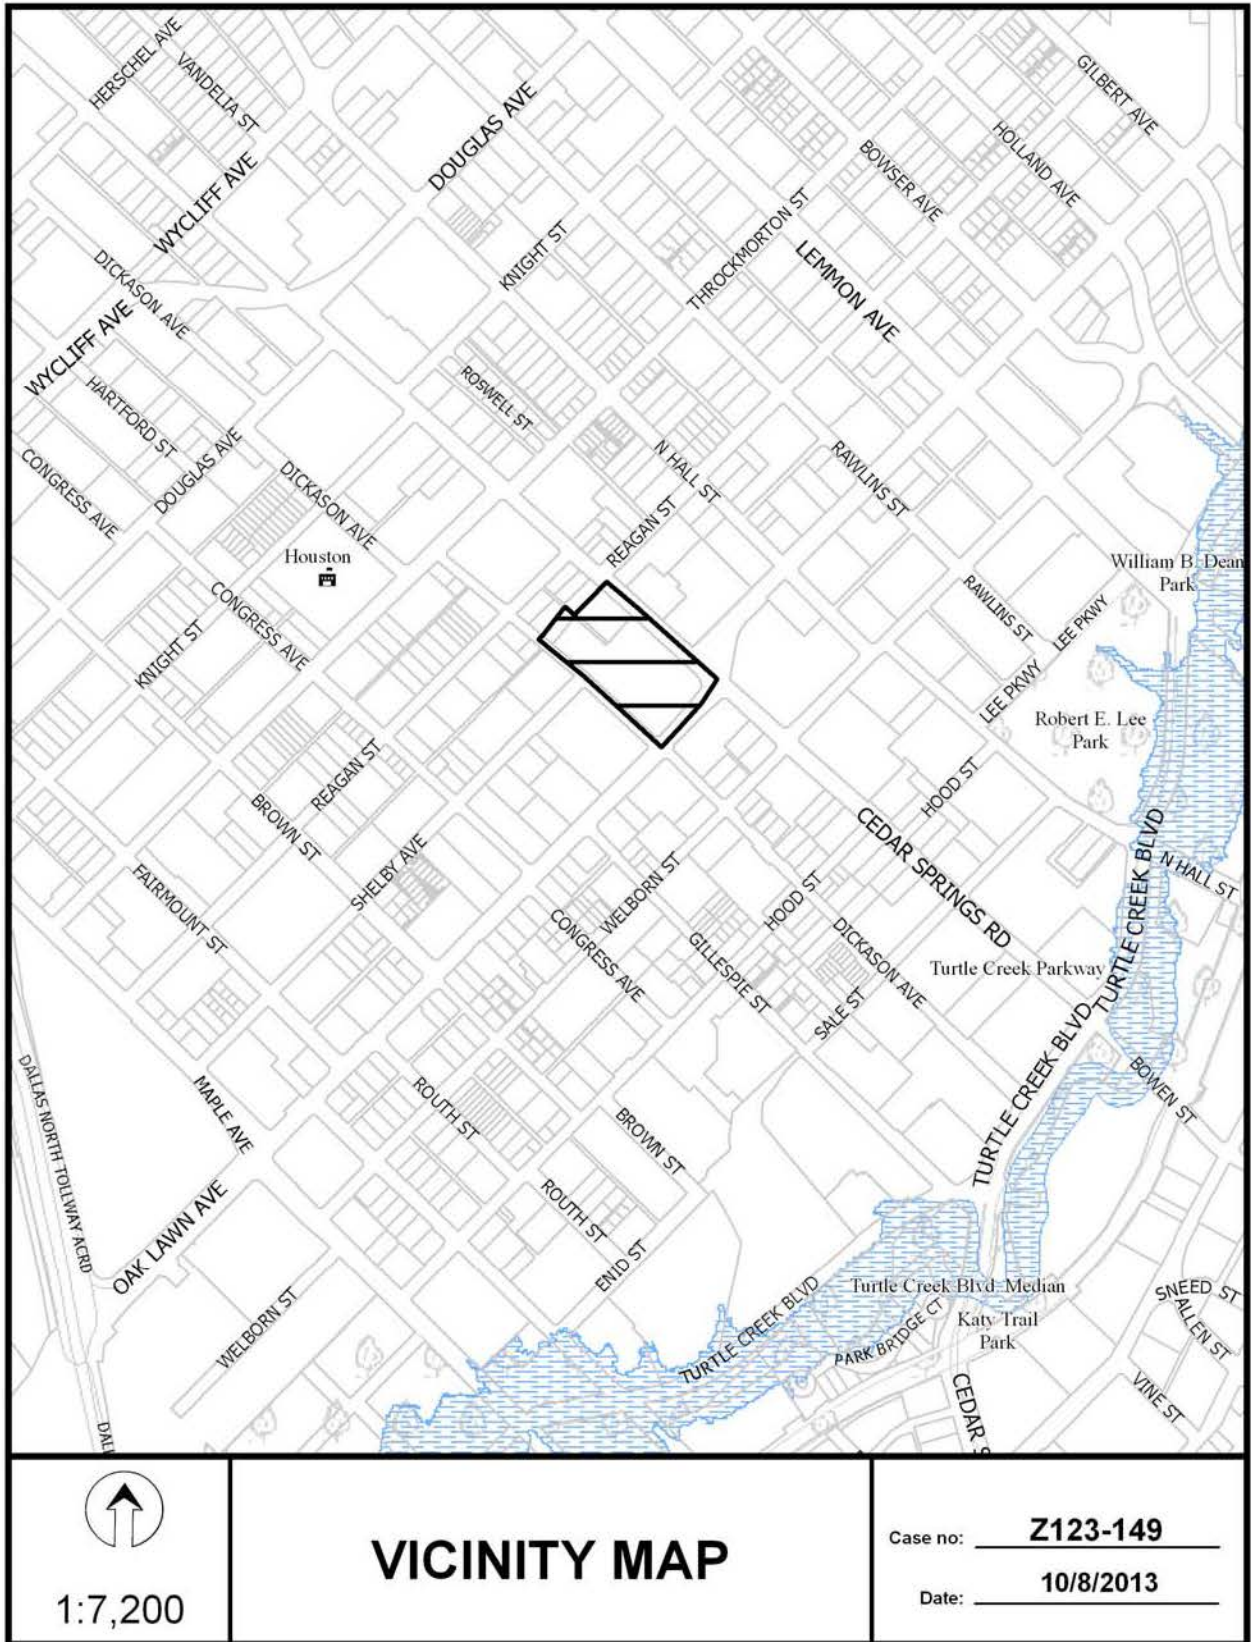 HERSCHEL AVE
VANDELIA ST
GILBERT AVE
DOUGLAS AVE
HOLLAND AVE
BOWSER AVE
WYCLIFF AVE
KNIGHT ST
THROCKMORTON ST
LEMMON AVE
DICKASON AVE
WYCLIFF AVE
ROSWELL ST
HARTFORD ST
DOUGLAS AVE
N HALL ST
RAWLINS ST
CONGRESS AVE
DICKASON AVE
REAGAN ST
Houston
William B. Dean
Park
RAWLINS ST
LEE PKWY
CONGRESS AVE
KNIGHT ST
LEE PKWY
Robert E. Lee
Park
REAGAN ST
HOOD ST
BROWN ST
CEDAR SPRINGS RD
TURTLE CREEK BLVD
N HALL ST
SHELBY AVE
FAIRMOUNT ST
WELBORN ST
HOOD ST
CONGRESS AVE
GILLESPIE ST
DICKASON AVE
Turtle Creek Parkway
SALE ST
TURTLE CREEK BLVD
DALLAS NORTH TOLLWAY ACRD
MAPLE AVE
ROUTH ST
BROWN ST
BOWEN ST
OAK LAWN AVE
ROUTH ST
ENID ST
WELBORN ST
TURTLE CREEK BLVD
Turtle Creek Blvd Median
Katy Trail
Park
PARK BRIDGE CT
SNEED ST
ALLEN ST
VINE ST
CEDAR S
DALL
1:7,200
VICINITY MAP
Case no: Z123-149
Date: 10/8/2013